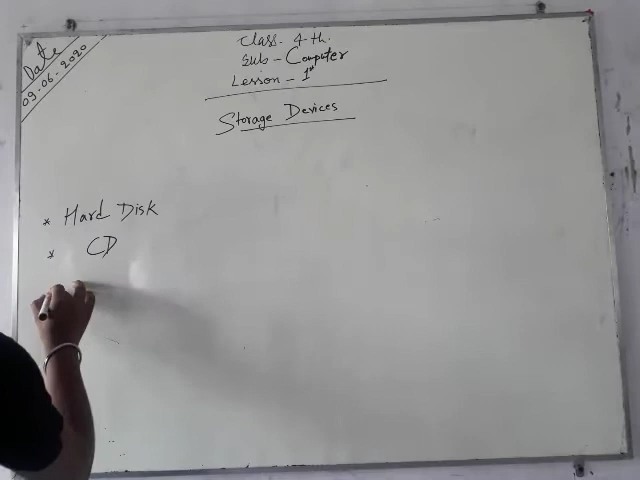 Date
09-06-2020
Class- 4th.
Sub- Computer
Lesson- 1st
Storage Devices
* Hard Disk
* CD